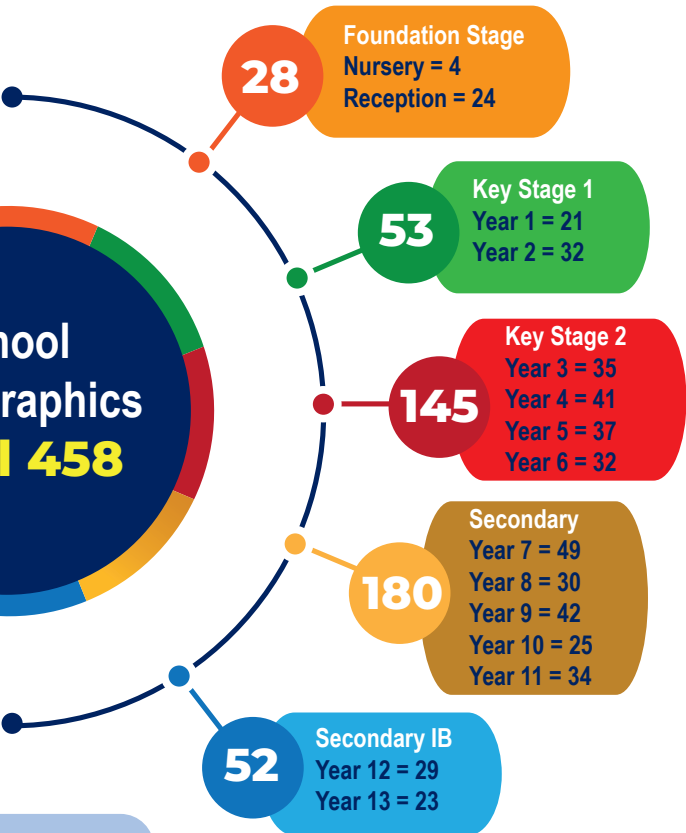 28
Foundation Stage
Nursery = 4
Reception = 24
53
Key Stage 1
Year 1 = 21
Year 2 = 32
145
Key Stage 2
Year 3 = 35
Year 4 = 41
Year 5 = 37
Year 6 = 32
180
Secondary
Year 7 = 49
Year 8 = 30
Year 9 = 42
Year 10 = 25
Year 11 = 34
52
Secondary IB
Year 12 = 29
Year 13 = 23
hool
raphics
l 458